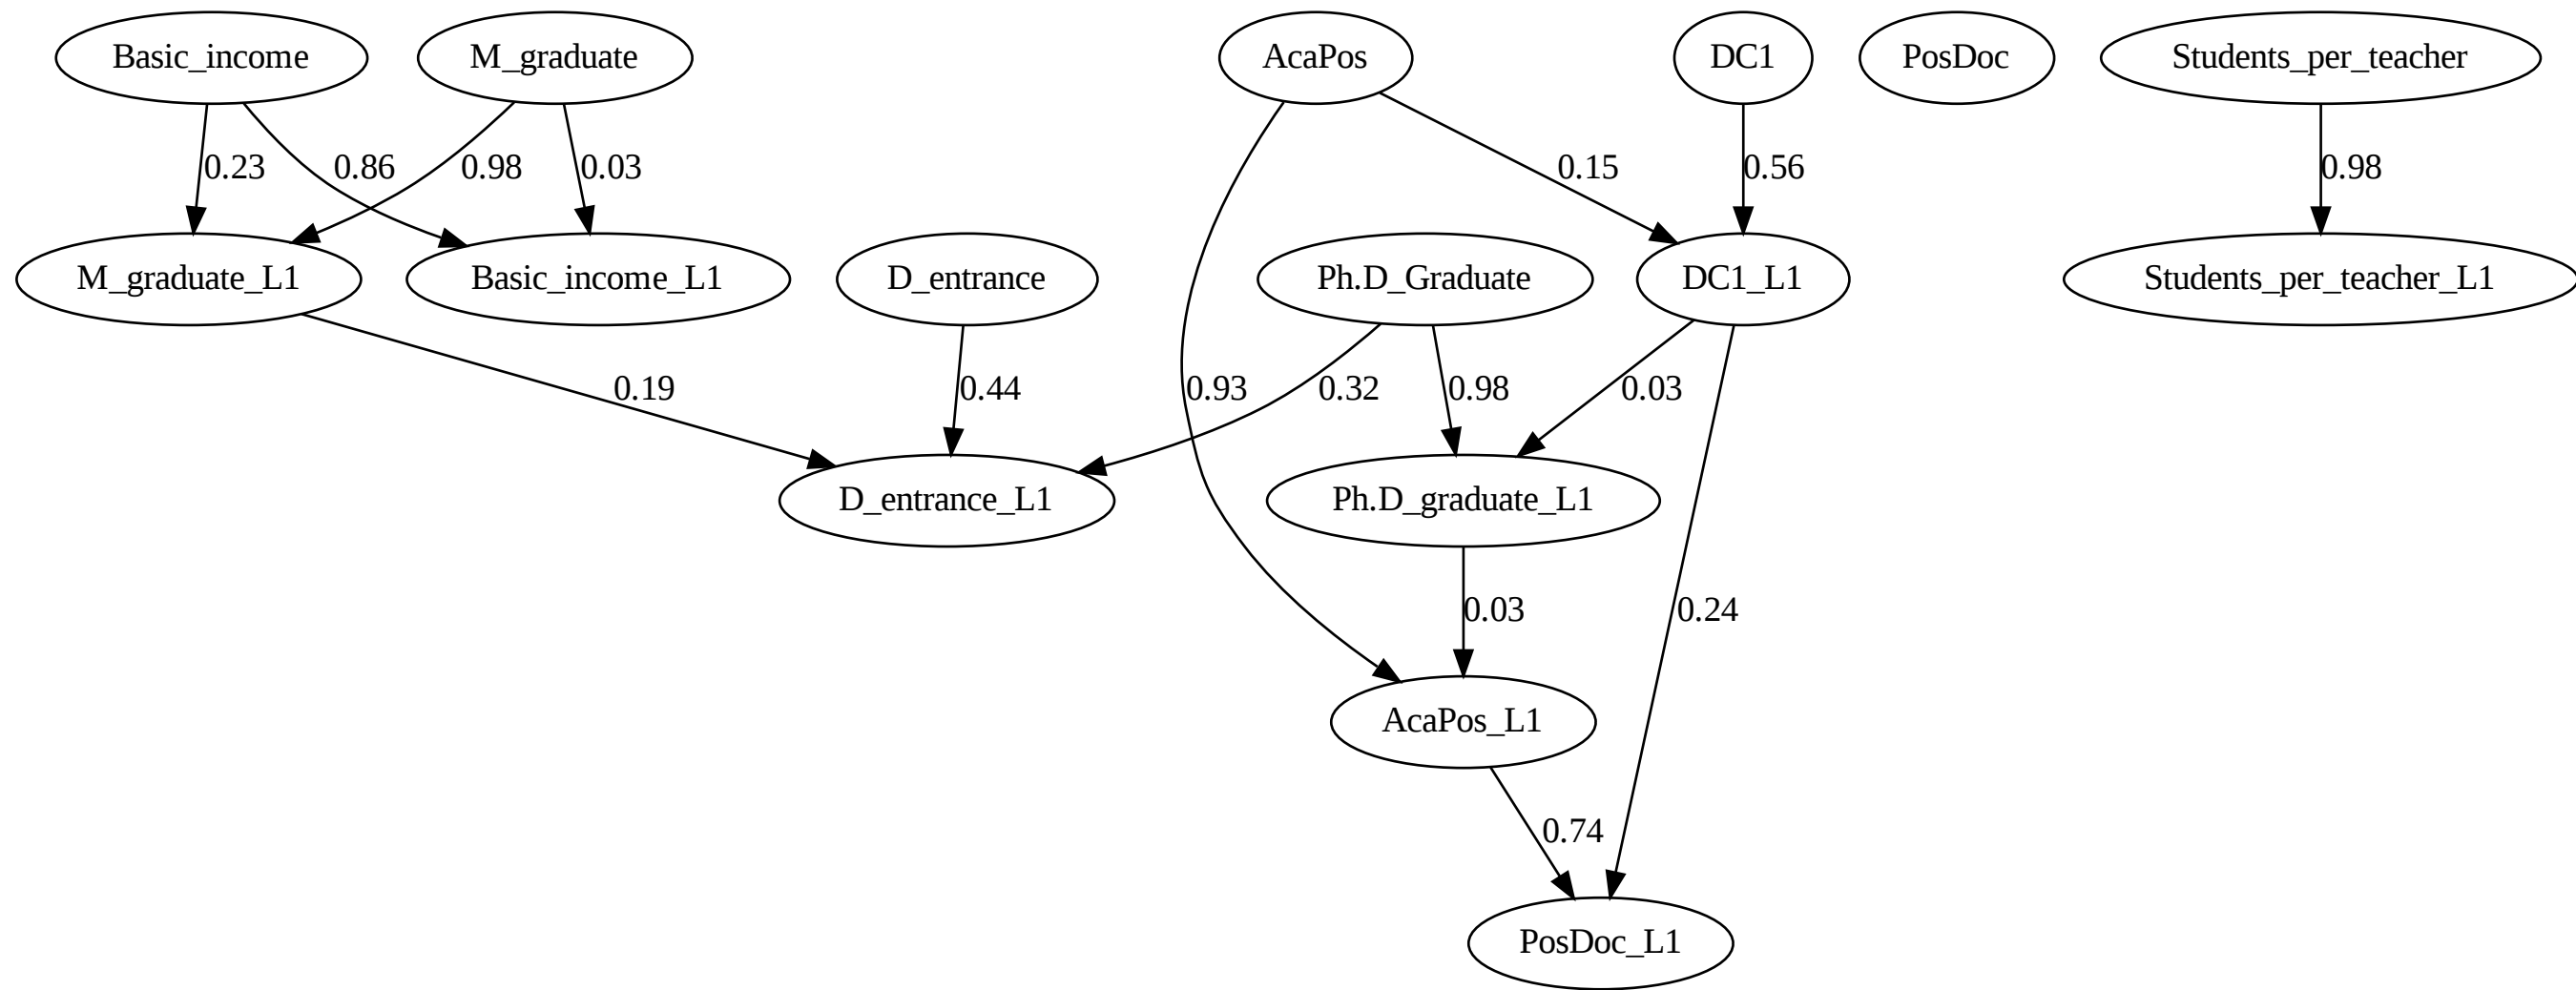 Basic_income
M_graduate
AcaPos
DC1
PosDoc
Students_per_teacher
0.23
0.86
0.98
0.03
0.15
0.56
0.98
M_graduate_L1
Basic_income_L1
D_entrance
Ph.D_Graduate
DC1_L1
Students_per_teacher_L1
0.19
0.44
0.93
0.32
0.98
0.03
D_entrance_L1
Ph.D_graduate_L1
0.03
0.24
AcaPos_L1
0.74
PosDoc_L1